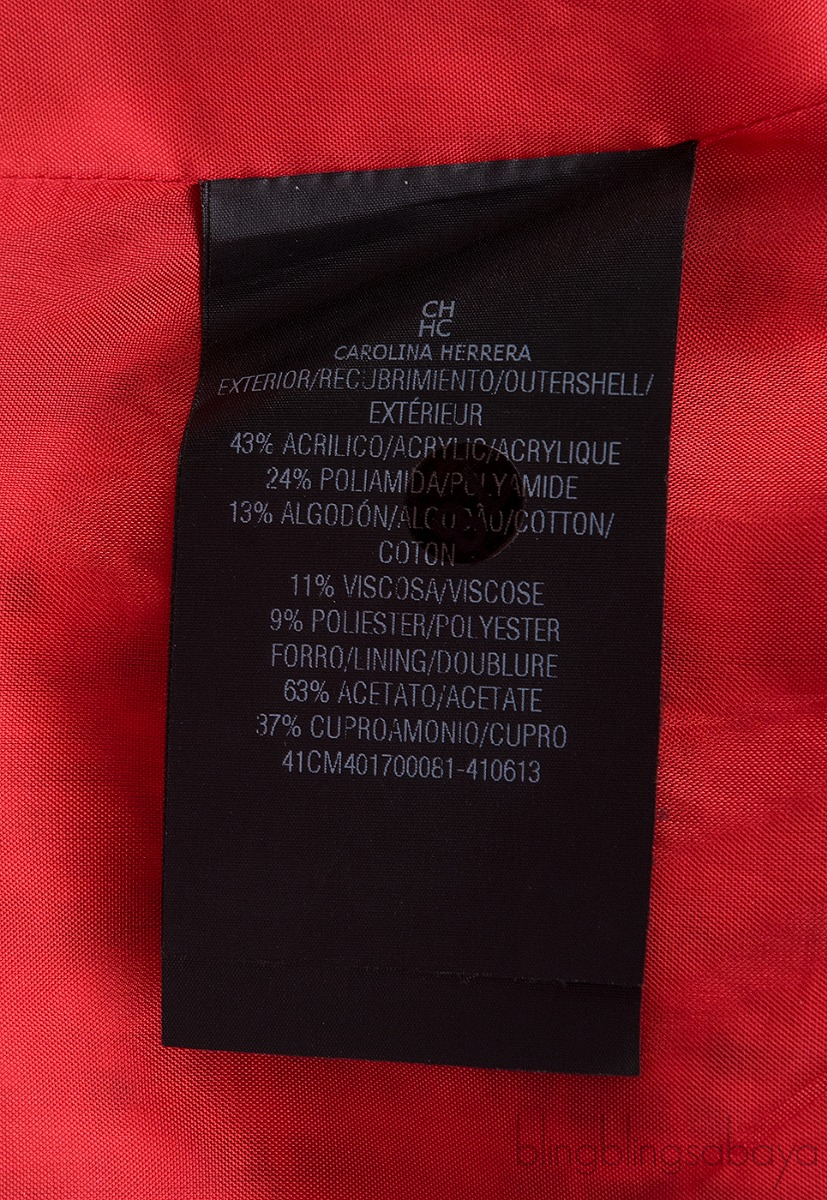 CH
HC
CAROLINA HERRERA
EXTERIOR/RECUBRIMIENTO/OUTERSHELL/
EXTÉRIEUR
43% ACRILICO/ACRYLIC/ACRYLIQUE
24% POLIAMIDA/POLYAMIDE
13% ALGODÓN/ALGODÃO/COTTON/
COTON
11% VISCOSA/VISCOSE
9% POLIESTER/POLYESTER
FORRO/LINING/DOUBLURE
63% ACETATO/ACETATE
37% CUPROAMONIO/CUPRO
41CM401700081-410613
blingblingsabaya